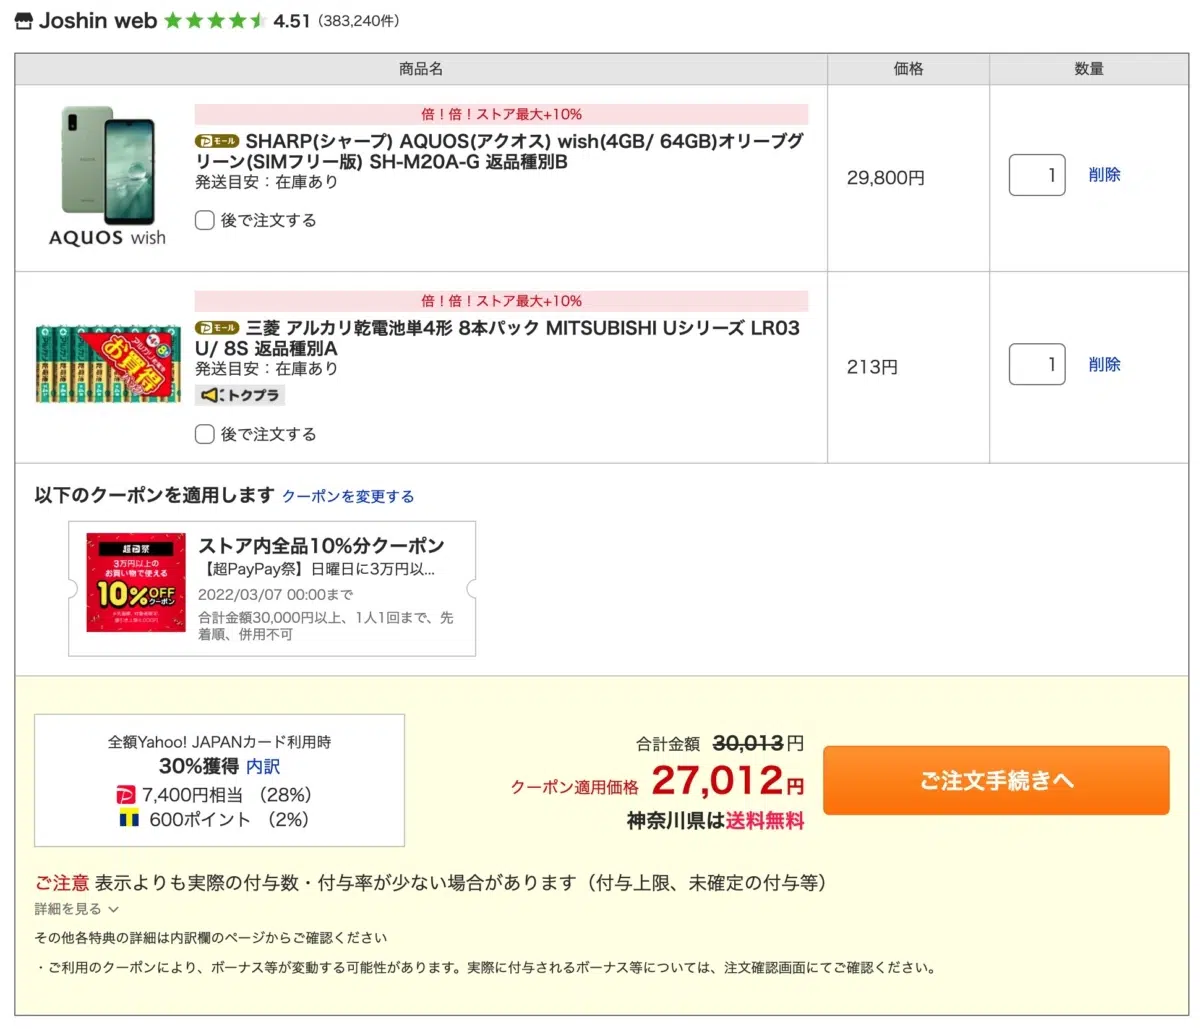 Joshin web 4.51 (383,240件)
商品名 価格 数量
倍！倍！ストア最大+10%
モール SHARP(シャープ) AQUOS(アクオス) wish(4GB/ 64GB)オリーブグ
リーン(SIMフリー版) SH-M20A-G 返品種別B
発送目安：在庫あり
29,800円 1 削除
後で注文する
AQUOS wish
倍！倍！ストア最大+10%
モール 三菱 アルカリ乾電池単4形 8本パック MITSUBISHI Uシリーズ LR03
U/ 8S 返品種別A
発送目安：在庫あり
213円 1 削除
お買得
トクプラ
後で注文する
以下のクーポンを適用します クーポンを変更する
超 祭
3万円以上の
お買い物で使える
10%OFF
クーポン
ストア内全品10%分クーポン
【超PayPay祭】日曜日に3万円以...
2022/03/07 00:00まで
合計金額30,000円以上、1人1回まで、先
着順、併用不可
全額Yahoo! JAPANカード利用時
30%獲得 内訳
7,400円相当 （28%）
600ポイント （2%）
合計金額 30,013円
クーポン適用価格 27,012円
神奈川県は送料無料
ご注文手続きへ
ご注意 表示よりも実際の付与数・付与率が少ない場合があります（付与上限、未確定の付与等）
詳細を見る
その他各特典の詳細は内訳欄のページからご確認ください
・ご利用のクーポンにより、ボーナス等が変動する可能性があります。実際に付与されるボーナス等については、注文確認画面にてご確認ください。